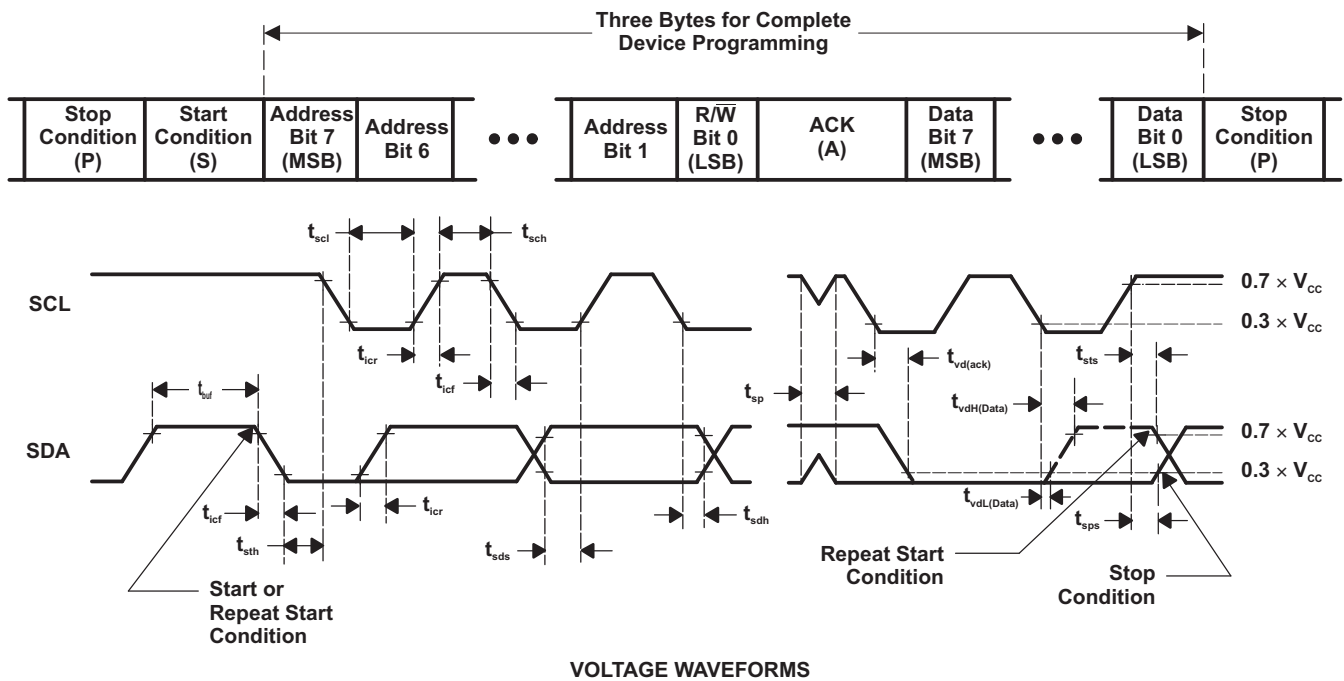 Three Bytes for Complete
Device Programming
Stop
Condition
(P)
Start
Condition
(S)
Address
Bit 7
(MSB)
Address
Bit 6
•••
Address
Bit 1
R/W̅
Bit 0
(LSB)
ACK
(A)
Data
Bit 7
(MSB)
•••
Data
Bit 0
(LSB)
Stop
Condition
(P)
tscl
tsch
SCL
0.7 × VCC
0.3 × VCC
ticr
ticf
tvd(ack)
tsts
tbuf
tsp
tvdH(Data)
SDA
0.7 × VCC
0.3 × VCC
ticf
ticr
tsth
tsds
tsdh
tvdL(Data)
tsps
Start or
Repeat Start
Condition
Repeat Start
Condition
Stop
Condition
VOLTAGE WAVEFORMS